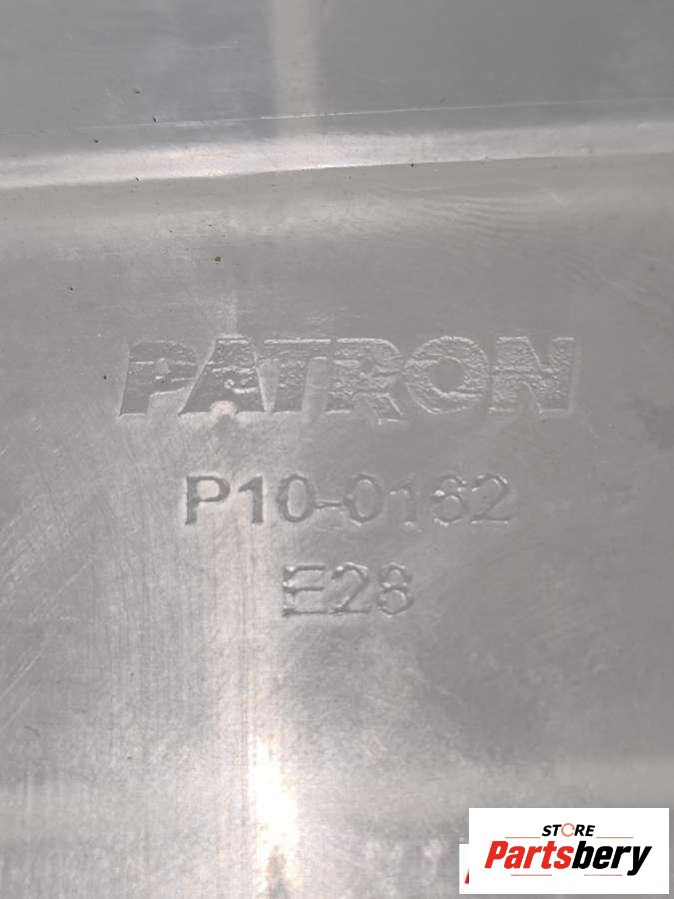 PATRON
P10-0162
E28
STORE
Partsbery